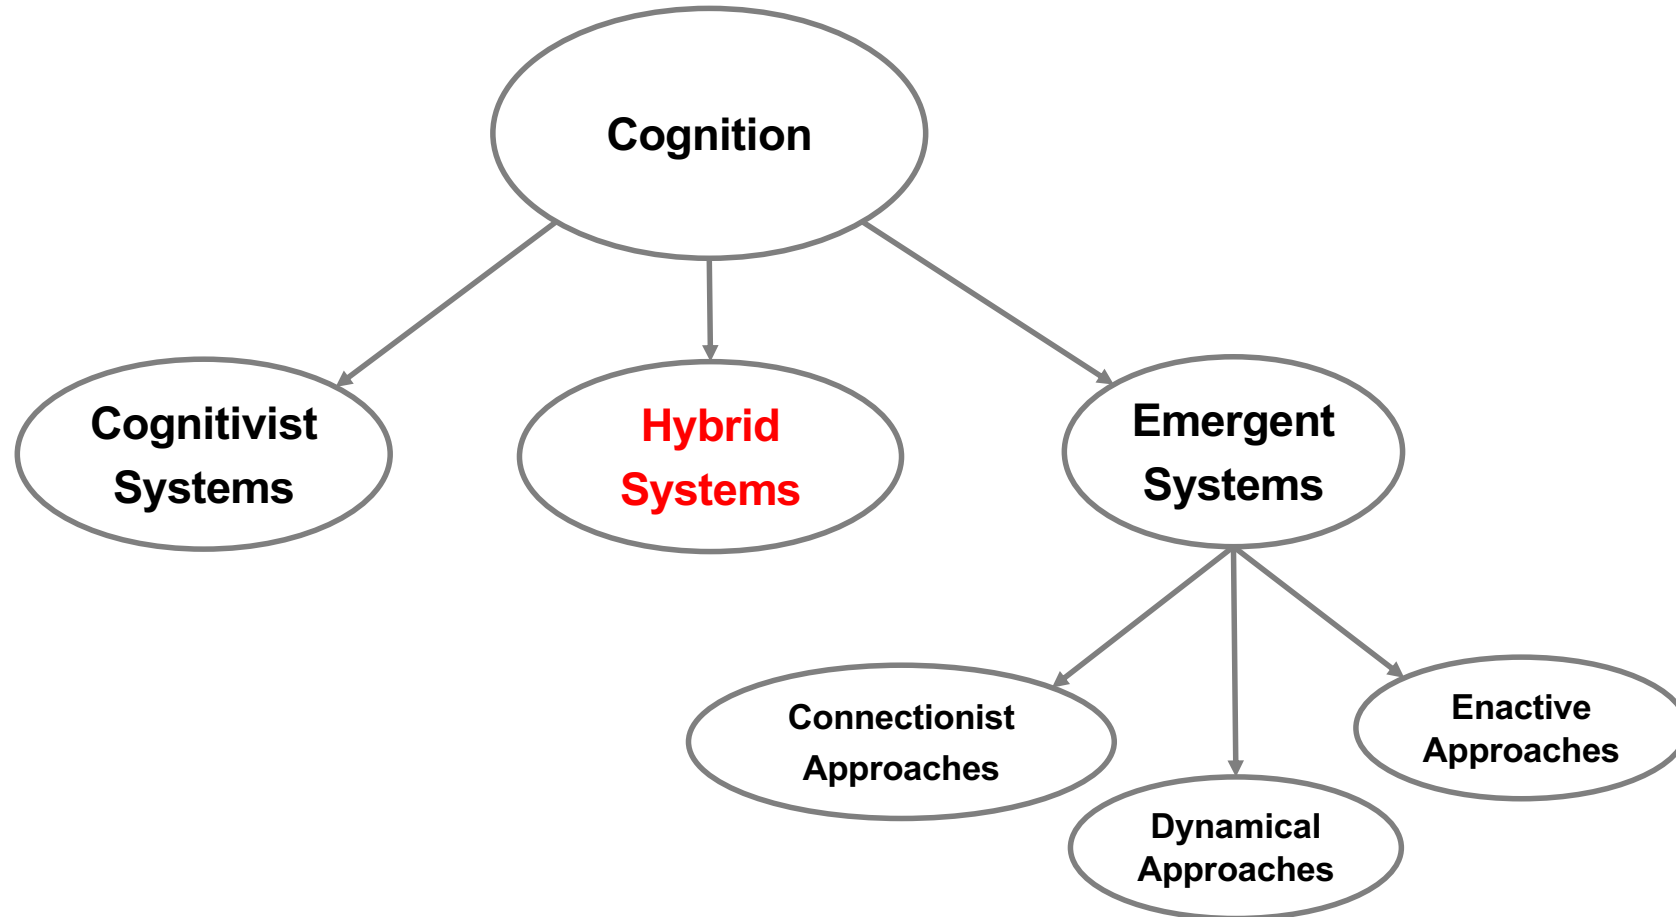 Cognition
Cognitivist
Systems
Hybrid
Systems
Emergent
Systems
Connectionist
Approaches
Dynamical
Approaches
Enactive
Approaches